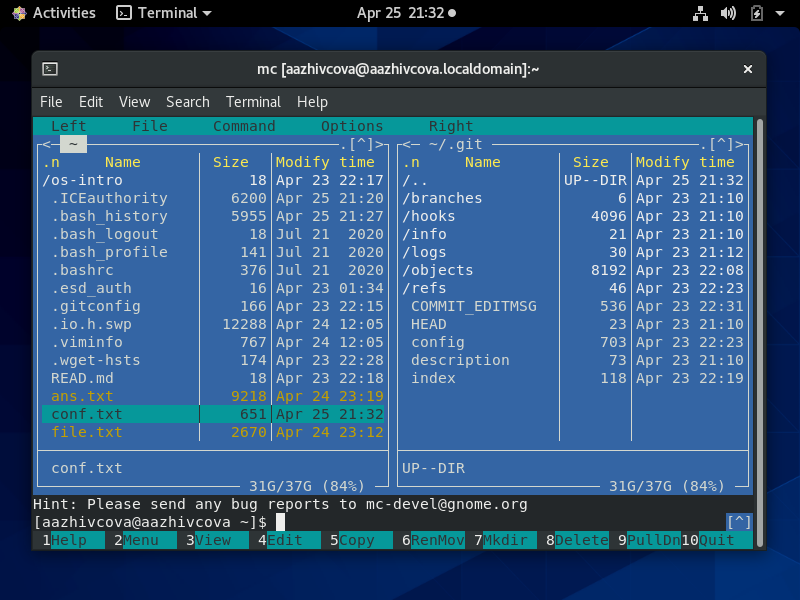 Activities Terminal Apr 25 21:32
mc [aazhivcova@aazhivcova.localdomain]:~ ×
File Edit View Search Terminal Help
Left File Command Options Right
<─ ~ .[^]> <─ ~/.git .[^]>
.n Name Size Modify time .n Name Size Modify time
/os-intro 18 Apr 23 22:17 /.. UP--DIR Apr 25 21:32
.ICEauthority 6200 Apr 25 21:20 /branches 6 Apr 23 21:10
.bash_history 5955 Apr 25 21:27 /hooks 4096 Apr 23 21:10
.bash_logout 18 Jul 21 2020 /info 21 Apr 23 21:10
.bash_profile 141 Jul 21 2020 /logs 30 Apr 23 21:12
.bashrc 376 Jul 21 2020 /objects 8192 Apr 23 22:08
.esd_auth 16 Apr 23 01:34 /refs 46 Apr 23 22:23
.gitconfig 166 Apr 23 22:15 COMMIT_EDITMSG 536 Apr 23 22:31
.io.h.swp 12288 Apr 24 12:05 HEAD 23 Apr 23 21:10
.viminfo 767 Apr 24 12:05 config 703 Apr 23 22:23
.wget-hsts 174 Apr 23 22:28 description 73 Apr 23 21:10
READ.md 18 Apr 23 22:18 index 118 Apr 23 22:19
ans.txt 9218 Apr 24 23:19
conf.txt 651 Apr 25 21:32
file.txt 2670 Apr 24 23:12
conf.txt UP--DIR
31G/37G (84%) 31G/37G (84%)
Hint: Please send any bug reports to mc-devel@gnome.org
[aazhivcova@aazhivcova ~]$ [^]
1Help 2Menu 3View 4Edit 5Copy 6RenMov 7Mkdir 8Delete 9PullDn 10Quit